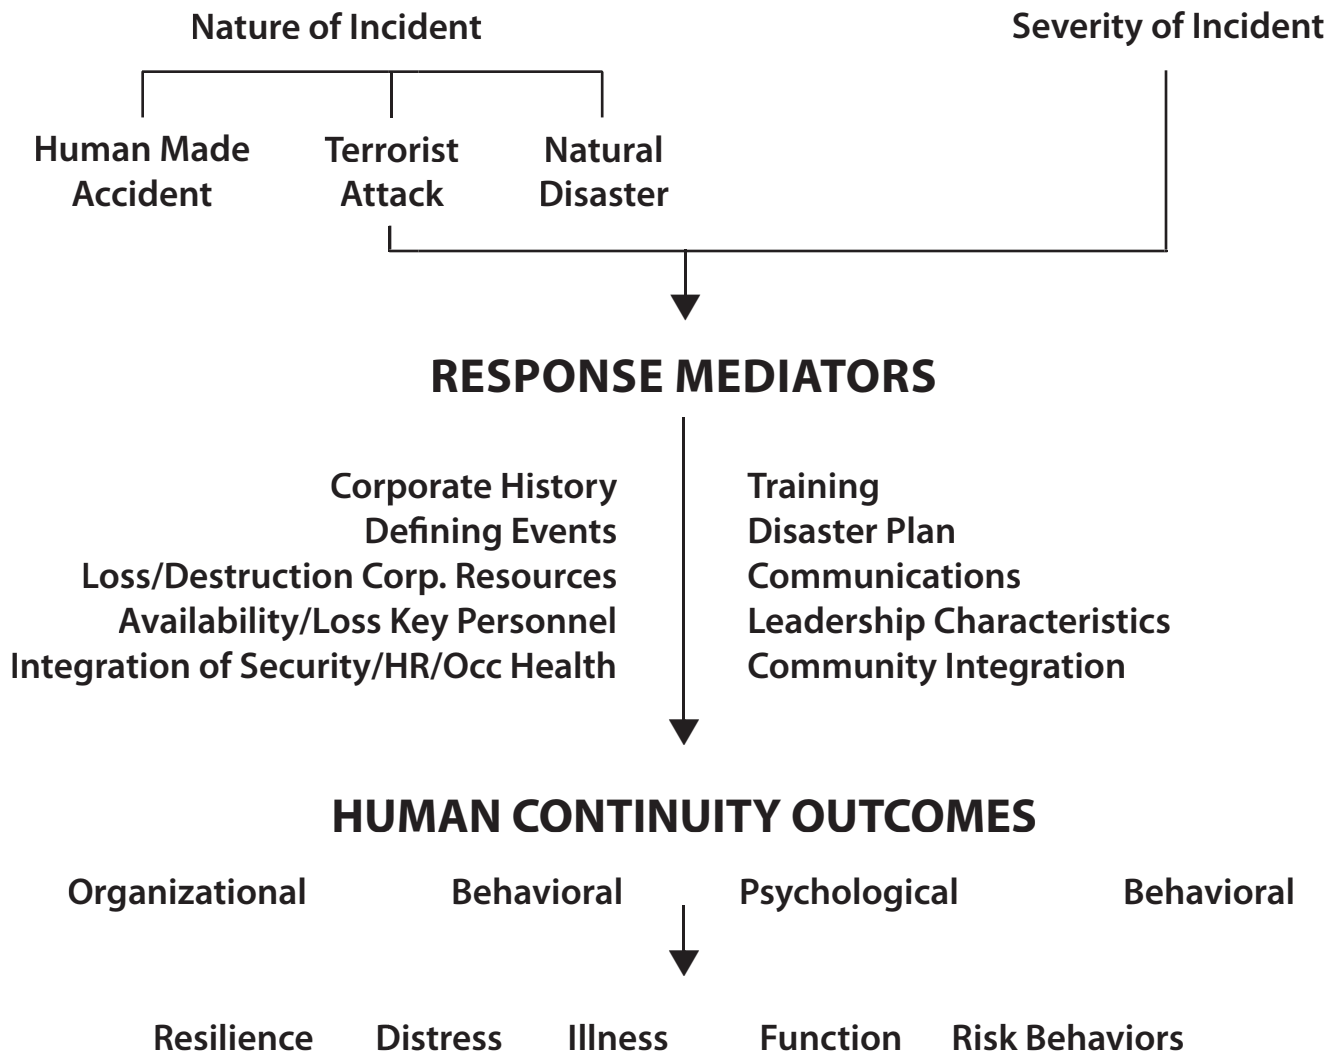 Nature of Incident
Severity of Incident
Human Made
Accident
Terrorist
Attack
Natural
Disaster
RESPONSE MEDIATORS
Corporate History
Defining Events
Loss/Destruction Corp. Resources
Availability/Loss Key Personnel
Integration of Security/HR/Occ Health
Training
Disaster Plan
Communications
Leadership Characteristics
Community Integration
HUMAN CONTINUITY OUTCOMES
Organizational
Behavioral
Psychological
Behavioral
Resilience
Distress
Illness
Function
Risk Behaviors